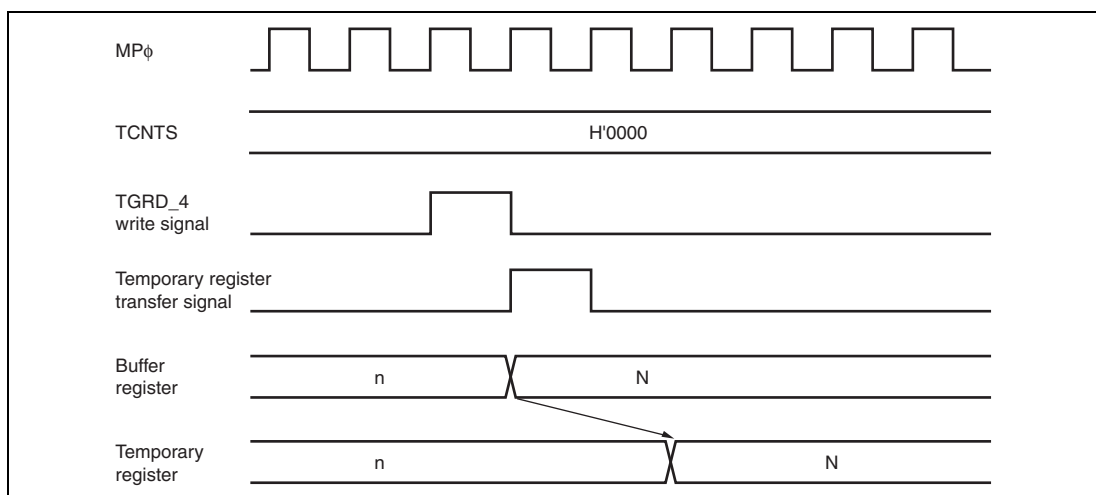 MPϕ
TCNTS
H'0000
TGRD_4
write signal
Temporary register
transfer signal
Buffer
register
n
N
Temporary
register
n
N